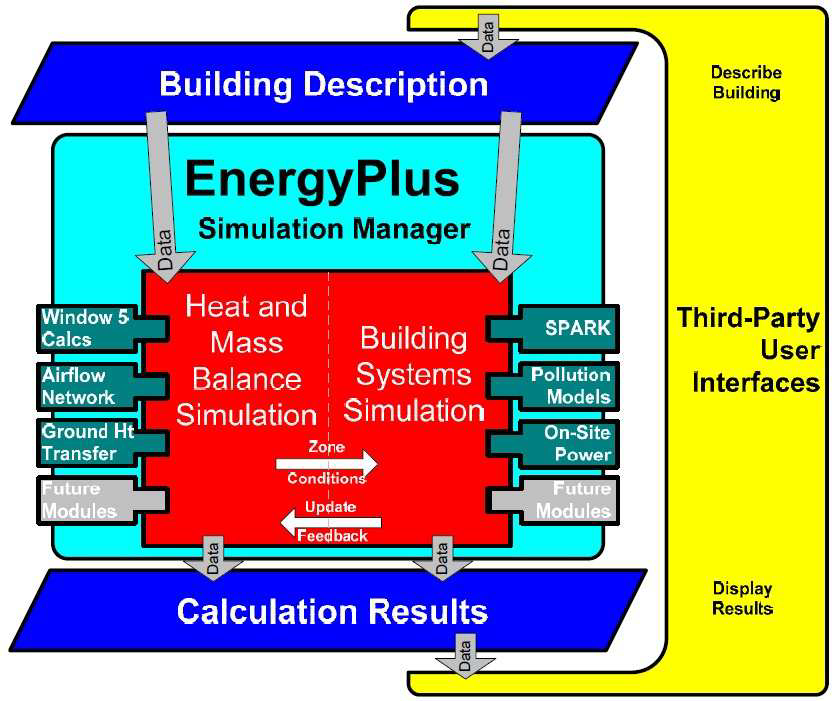 Data
Building Description
Describe
Building
EnergyPlus
Simulation Manager
Data
Data
Heat and
Mass
Balance
Simulation
Building
Systems
Simulation
Window 5
Calcs
Airflow
Network
Ground Ht
Transfer
Future
Modules
SPARK
Pollution
Models
On-Site
Power
Future
Modules
Zone
Conditions
Update
Feedback
Third-Party
User
Interfaces
Data
Data
Calculation Results
Display
Results
Data